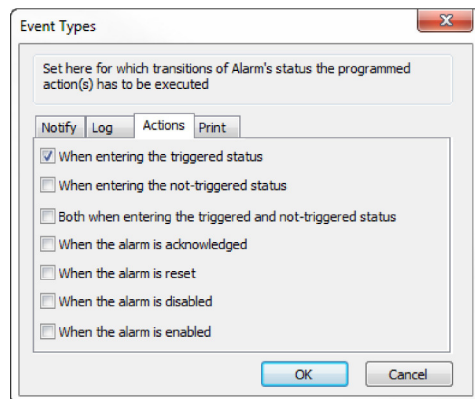 Event Types
Set here for which transitions of Alarm's status the programmed
action(s) has to be executed
Notify Log Actions Print
When entering the triggered status
When entering the not-triggered status
Both when entering the triggered and not-triggered status
When the alarm is acknowledged
When the alarm is reset
When the alarm is disabled
When the alarm is enabled
OK Cancel